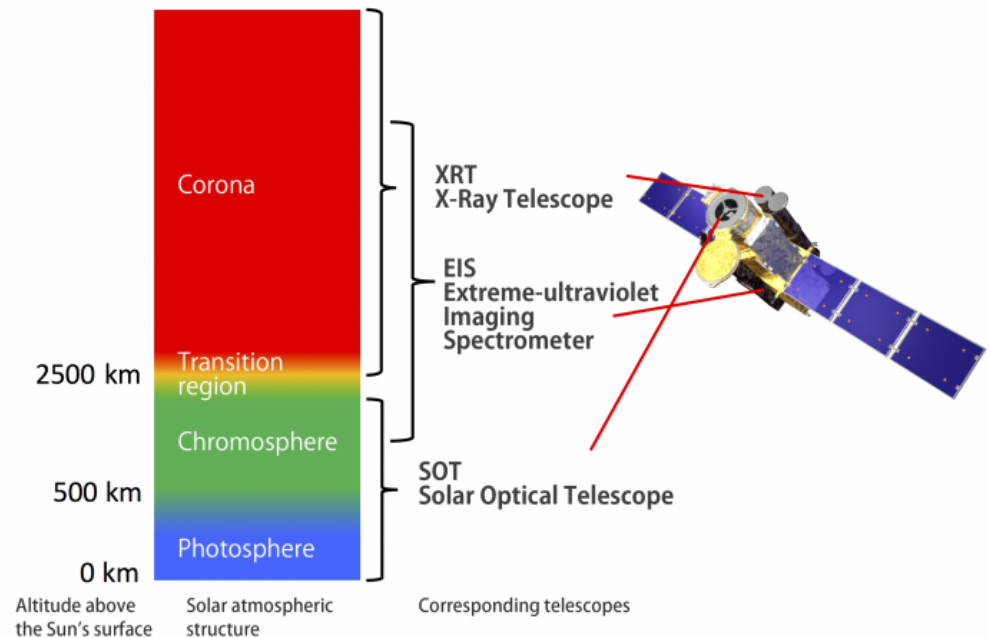 Corona
XRT
X-Ray Telescope
EIS
Extreme-ultraviolet
Imaging
Spectrometer
2500 km
Transition
region
Chromosphere
SOT
Solar Optical Telescope
500 km
Photosphere
0 km
Altitude above
the Sun's surface
Solar atmospheric
structure
Corresponding telescopes